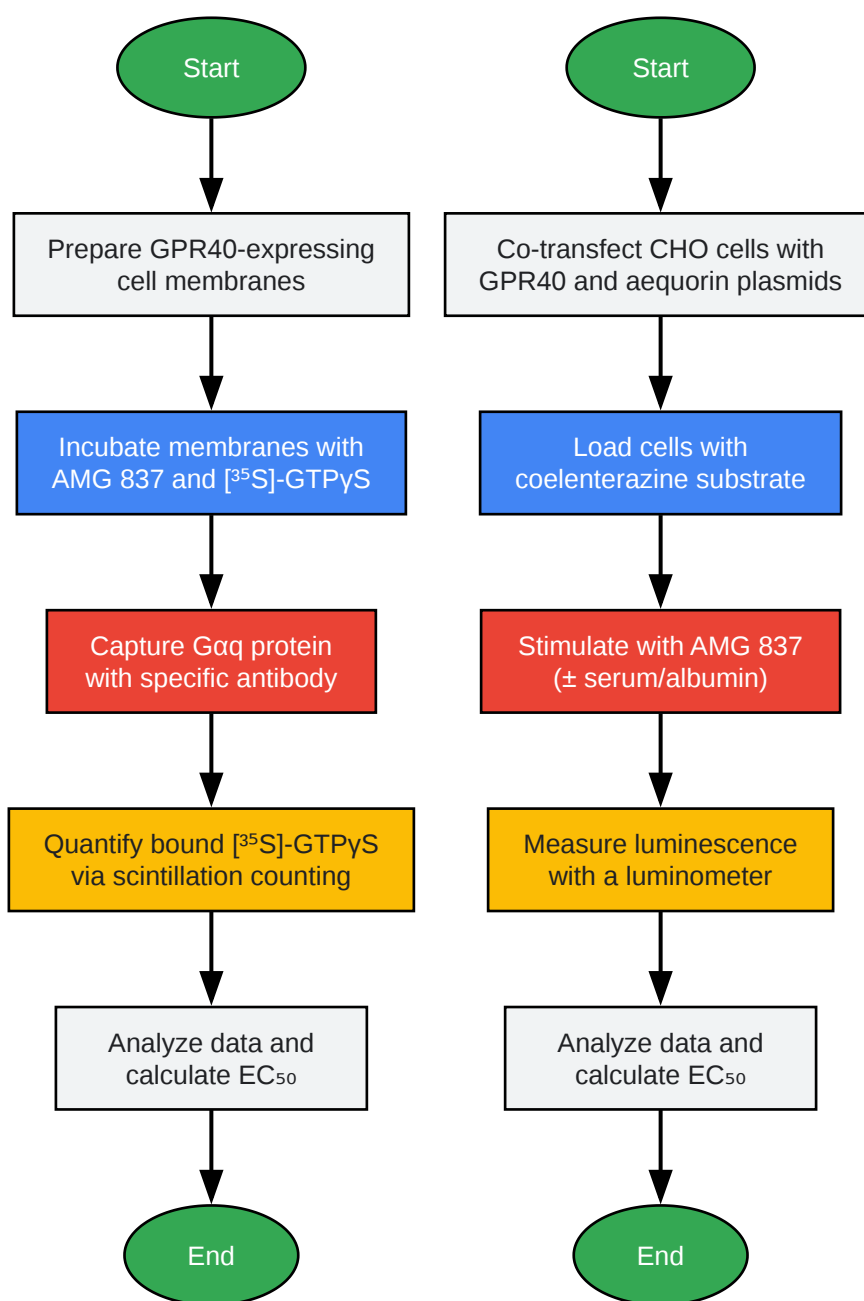 Start
Prepare GPR40-expressing
cell membranes
Incubate membranes with
AMG 837 and [³⁵S]-GTPγS
Capture Gαq protein
with specific antibody
Quantify bound [³⁵S]-GTPγS
via scintillation counting
Analyze data and
calculate EC₅₀
End
Start
Co-transfect CHO cells with
GPR40 and aequorin plasmids
Load cells with
coelenterazine substrate
Stimulate with AMG 837
(± serum/albumin)
Measure luminescence
with a luminometer
Analyze data and
calculate EC₅₀
End